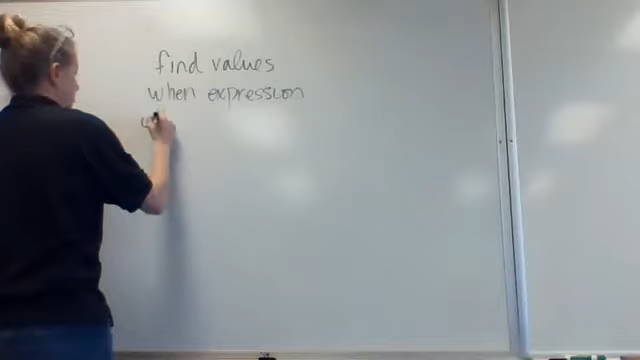 find values
when expression